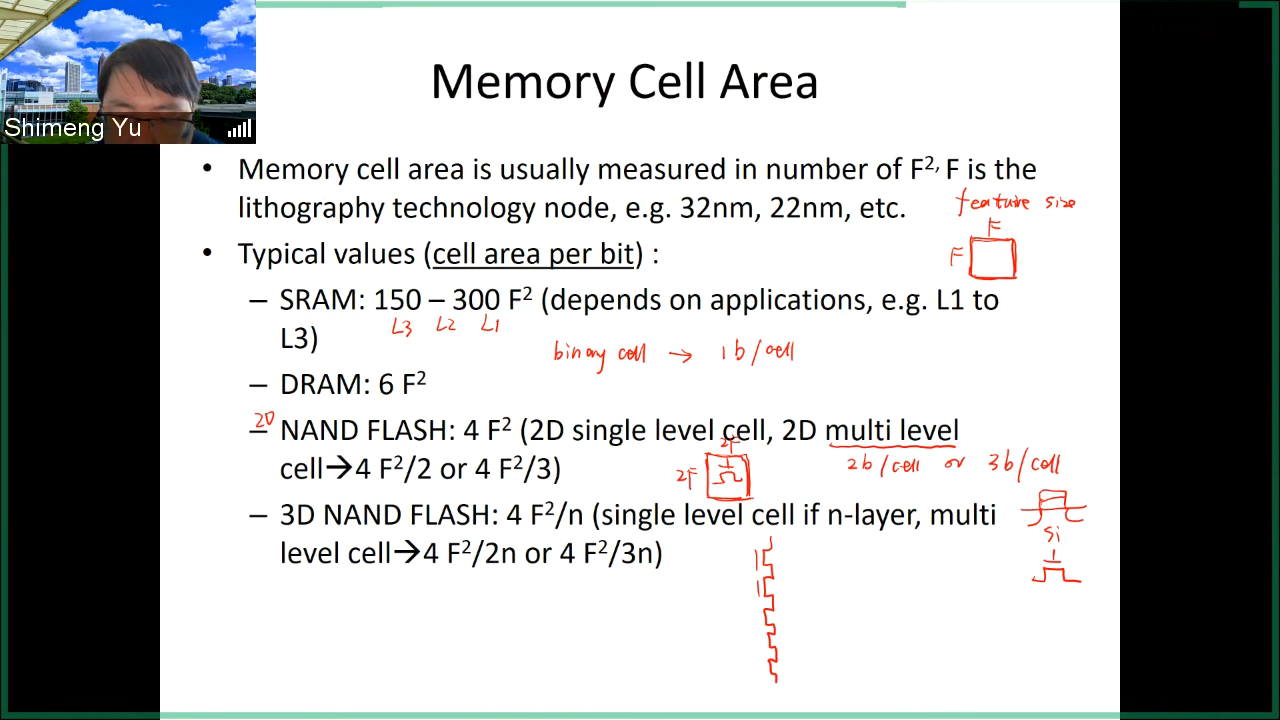 Shimeng Yu
Memory Cell Area
• Memory cell area is usually measured in number of F², F is the
lithography technology node, e.g. 32nm, 22nm, etc.
feature size
F
F
• Typical values (cell area per bit) :
– SRAM: 150 – 300 F² (depends on applications, e.g. L1 to
L3)
L3 L2 L1
binary cell → 1b/cell
– DRAM: 6 F²
2D
– NAND FLASH: 4 F² (2D single level cell, 2D multi level
cell→4 F²/2 or 4 F²/3)
2F
2F
2b/cell or 3b/cell
– 3D NAND FLASH: 4 F²/n (single level cell if n-layer, multi
level cell→4 F²/2n or 4 F²/3n)
Si